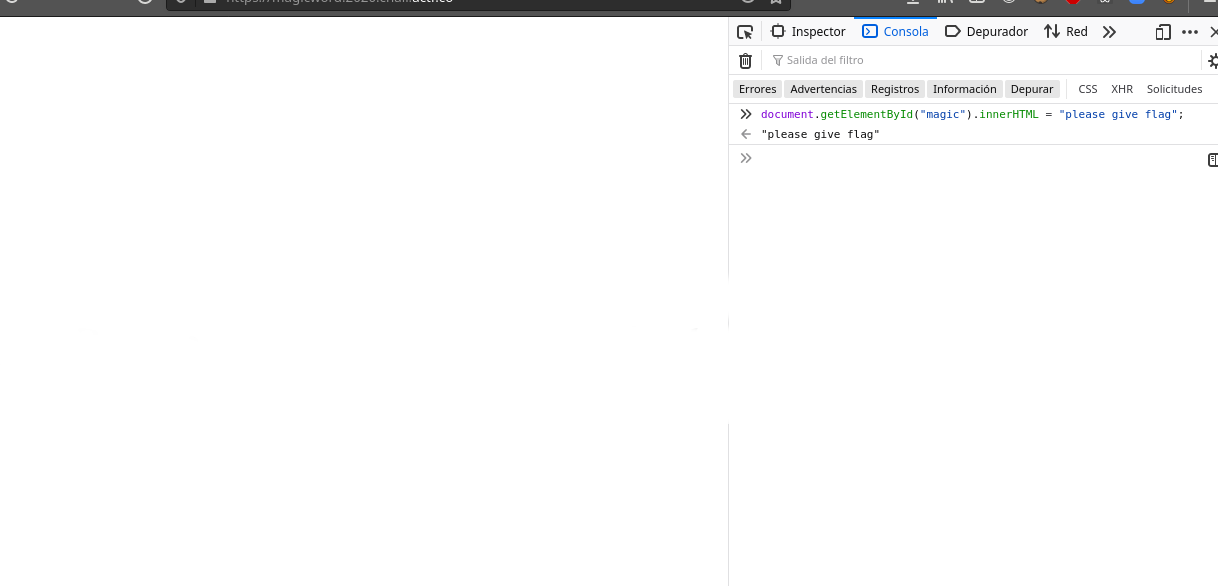 Inspector Consola Depurador Red
Salida del filtro
Errores Advertencias Registros Información Depurar CSS XHR Solicitudes
document.getElementById("magic").innerHTML = "please give flag";
"please give flag"